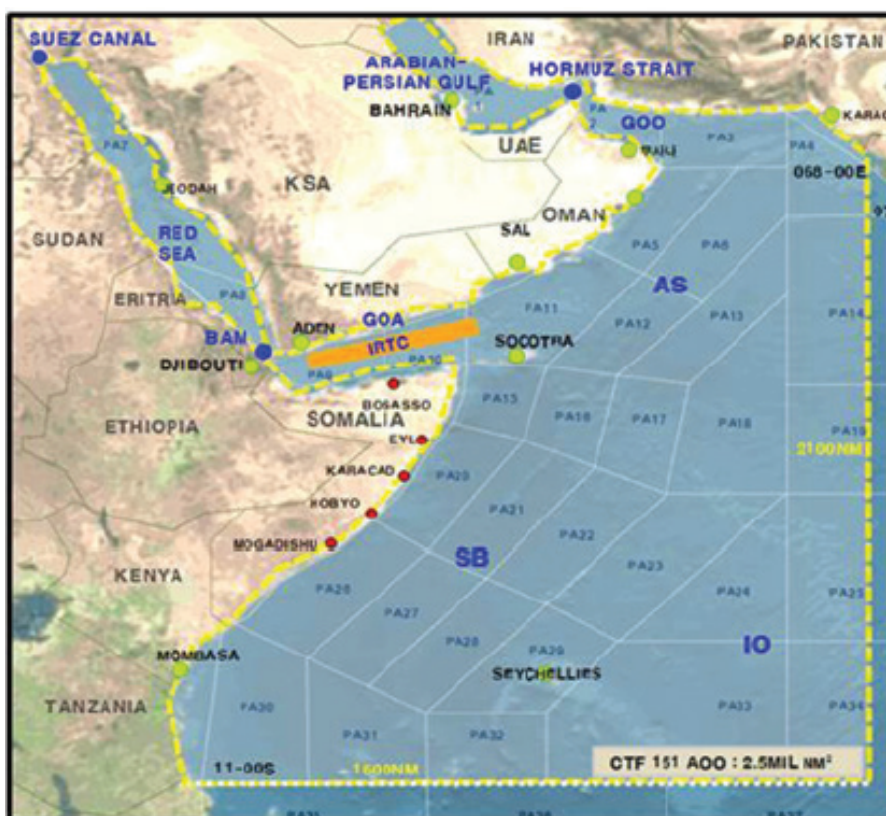 SUEZ CANAL
ARABIAN-
PERSIAN GULF
BAHRAIN
IRAN
HORMUZ STRAIT
PAKISTAN
PA
2
GOO
UAE
PA3
PA4
068-00E
PA7
JEDDAH
KSA
OMAN
SAL
RED
SEA
SUDAN
ERITRIA
PA8
YEMEN
BAM
ADEN
GOA
IRTC
DJIBOUTI
PA9
PA10
PA5
PA6
AS
PA11
PA12
PA13
PA14
SOCOTRA
BOSASSO
ETHIOPIA
SOMALIA
EYL
KARACAD
HOBYO
MOGADISHU
PA15
PA16
PA17
PA18
PA19
2100NM
PA20
PA21
PA22
PA23
PA24
PA25
SB
KENYA
PA26
PA27
PA28
PA29
SEYCHELLIES
IO
MOMBASA
TANZANIA
PA30
PA31
PA32
PA33
PA34
11-00S
1600NM
CTF 151 AOO : 2.5MIL NM²